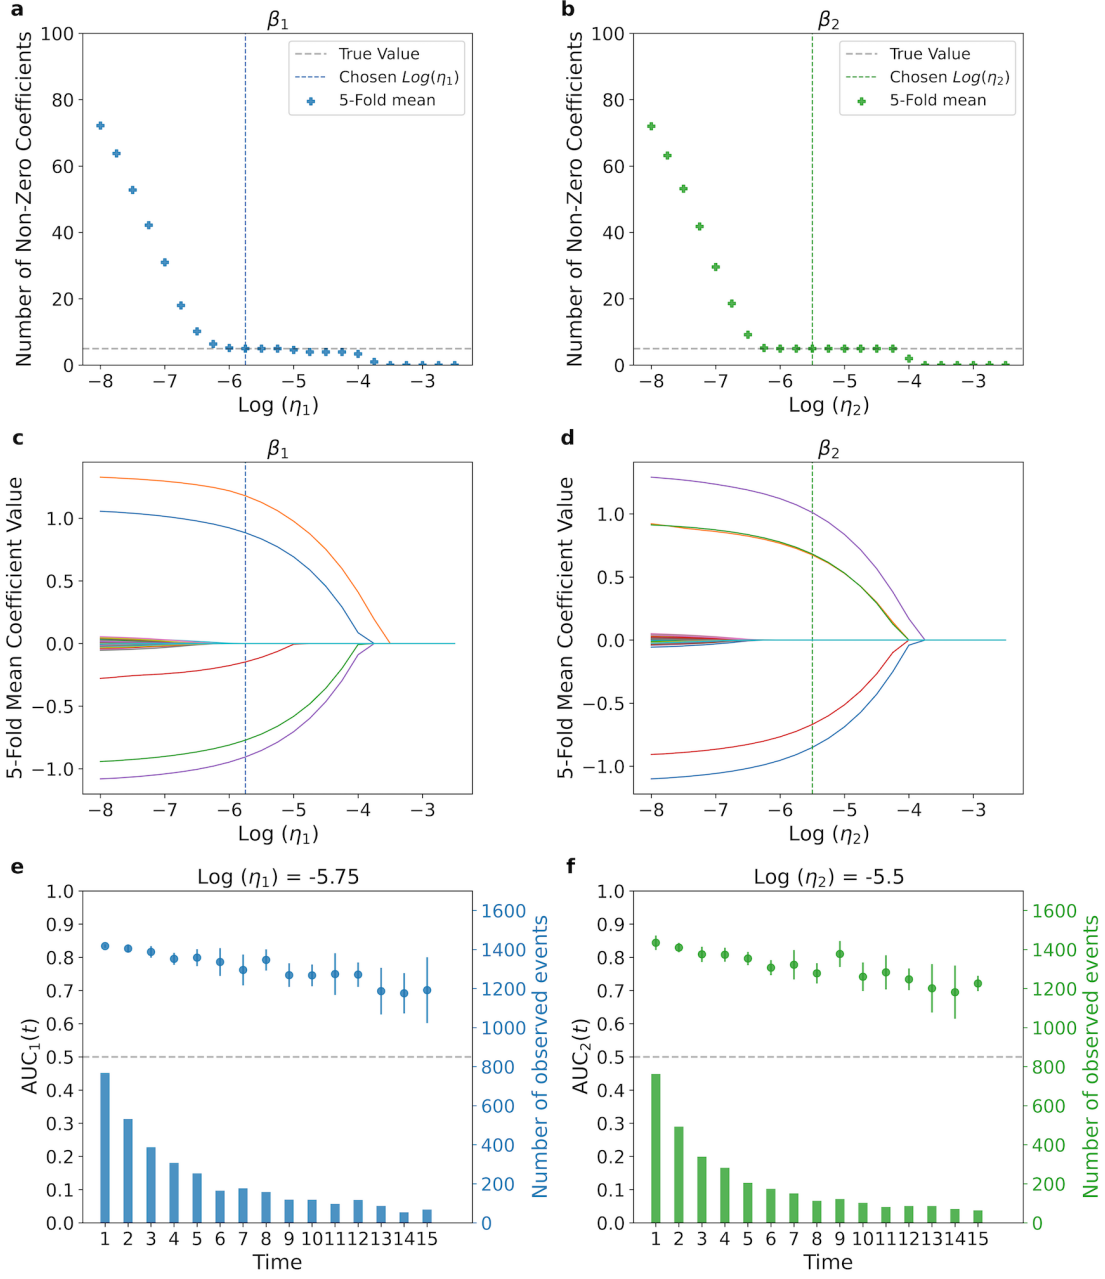 a
β1
Number of Non-Zero Coefficients
100
80
60
40
20
0
True Value
Chosen Log(η1)
5-Fold mean
−8 −7 −6 −5 −4 −3
Log (η1)
b
β2
Number of Non-Zero Coefficients
100
80
60
40
20
0
True Value
Chosen Log(η2)
5-Fold mean
−8 −7 −6 −5 −4 −3
Log (η2)
c
β1
5-Fold Mean Coefficient Value
1.0
0.5
0.0
−0.5
−1.0
−8 −7 −6 −5 −4 −3
Log (η1)
d
β2
5-Fold Mean Coefficient Value
1.0
0.5
0.0
−0.5
−1.0
−8 −7 −6 −5 −4 −3
Log (η2)
e
Log (η1) = -5.75
AUC1(t)
1.0
0.9
0.8
0.7
0.6
0.5
0.4
0.3
0.2
0.1
0.0
1600
1400
1200
1000
800
600
400
200
0
Number of observed events
1 2 3 4 5 6 7 8 9 10 11 12 13 14 15
Time
f
Log (η2) = -5.5
AUC2(t)
1.0
0.9
0.8
0.7
0.6
0.5
0.4
0.3
0.2
0.1
0.0
1600
1400
1200
1000
800
600
400
200
0
Number of observed events
1 2 3 4 5 6 7 8 9 10 11 12 13 14 15
Time